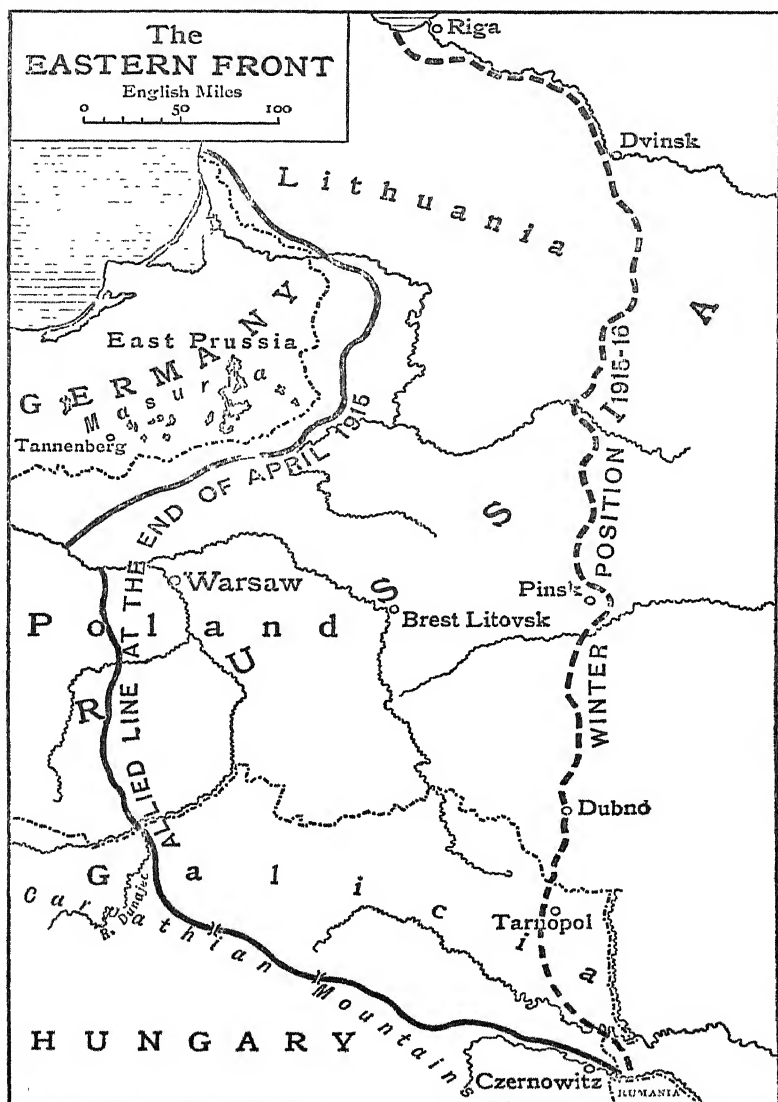 The
EASTERN FRONT
English Miles
0 50 100
Riga
Dvinsk
Lithuania
GERMANY
East Prussia
Masuria
Tannenberg
ALLIED LINE AT THE END OF APRIL 1915
WINTER POSITION 1915-16
RUSSIA
Warsaw
Poland
Pinsk
Brest Litovsk
Dubno
Galicia
Tarnopol
R. Dunajec
Carpathian Mountains
HUNGARY
Czernowitz
RUMANIA